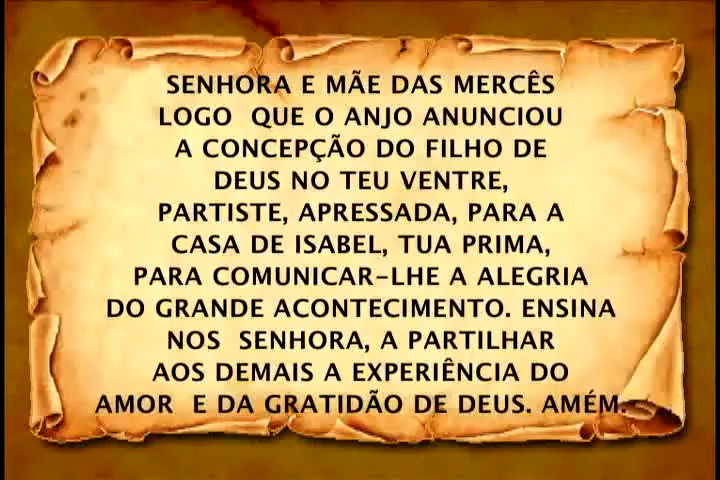 SENHORA E MÃE DAS MERCÊS
LOGO  QUE O ANJO ANUNCIOU
A CONCEPÇÃO DO FILHO DE
DEUS NO TEU VENTRE,
PARTISTE, APRESSADA, PARA A
CASA DE ISABEL, TUA PRIMA,
PARA COMUNICAR-LHE A ALEGRIA
DO GRANDE ACONTECIMENTO. ENSINA
NOS  SENHORA, A PARTILHAR
AOS DEMAIS A EXPERIÊNCIA DO
AMOR  E DA GRATIDÃO DE DEUS. AMÉM.